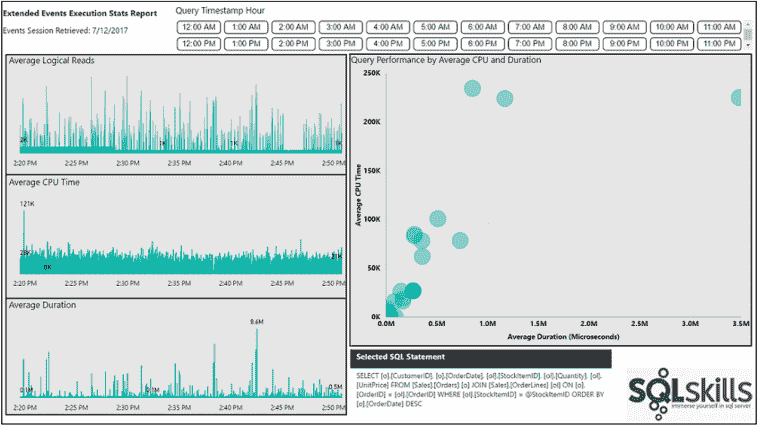 Extended Events Execution Stats Report
Events Session Retrieved: 7/12/2017
Query Timestamp Hour
12:00 AM 1:00 AM 2:00 AM 3:00 AM 4:00 AM 5:00 AM 6:00 AM 7:00 AM 8:00 AM 9:00 AM 10:00 AM 11:00 AM
12:00 PM 1:00 PM 2:00 PM 3:00 PM 4:00 PM 5:00 PM 6:00 PM 7:00 PM 8:00 PM 9:00 PM 10:00 PM 11:00 PM
Average Logical Reads
2K 1K 1K
2:20 PM 2:25 PM 2:30 PM 2:35 PM 2:40 PM 2:45 PM 2:50 PM
Average CPU Time
121K
0K 21K
2:20 PM 2:25 PM 2:30 PM 2:35 PM 2:40 PM 2:45 PM 2:50 PM
Average Duration
8.6M
0.1M 0.1M 0.5M
2:20 PM 2:25 PM 2:30 PM 2:35 PM 2:40 PM 2:45 PM 2:50 PM
Query Performance by Average CPU and Duration
250K
200K
150K
100K
50K
0K
Average CPU Time
0.0M 0.5M 1.0M 1.5M 2.0M 2.5M 3.0M 3.5M
Average Duration (Microseconds)
Selected SQL Statement
SELECT [o].[CustomerID], [o].[OrderDate], [ol].[StockItemID], [ol].[Quantity], [ol].
[UnitPrice] FROM [Sales].[Orders] [o] JOIN [Sales].[OrderLines] [ol] ON [o].
[OrderID] = [ol].[OrderID] WHERE [ol].[StockItemID] = @StockItemID ORDER BY
[o].[OrderDate] DESC
SQLskills
immerse yourself in sql server